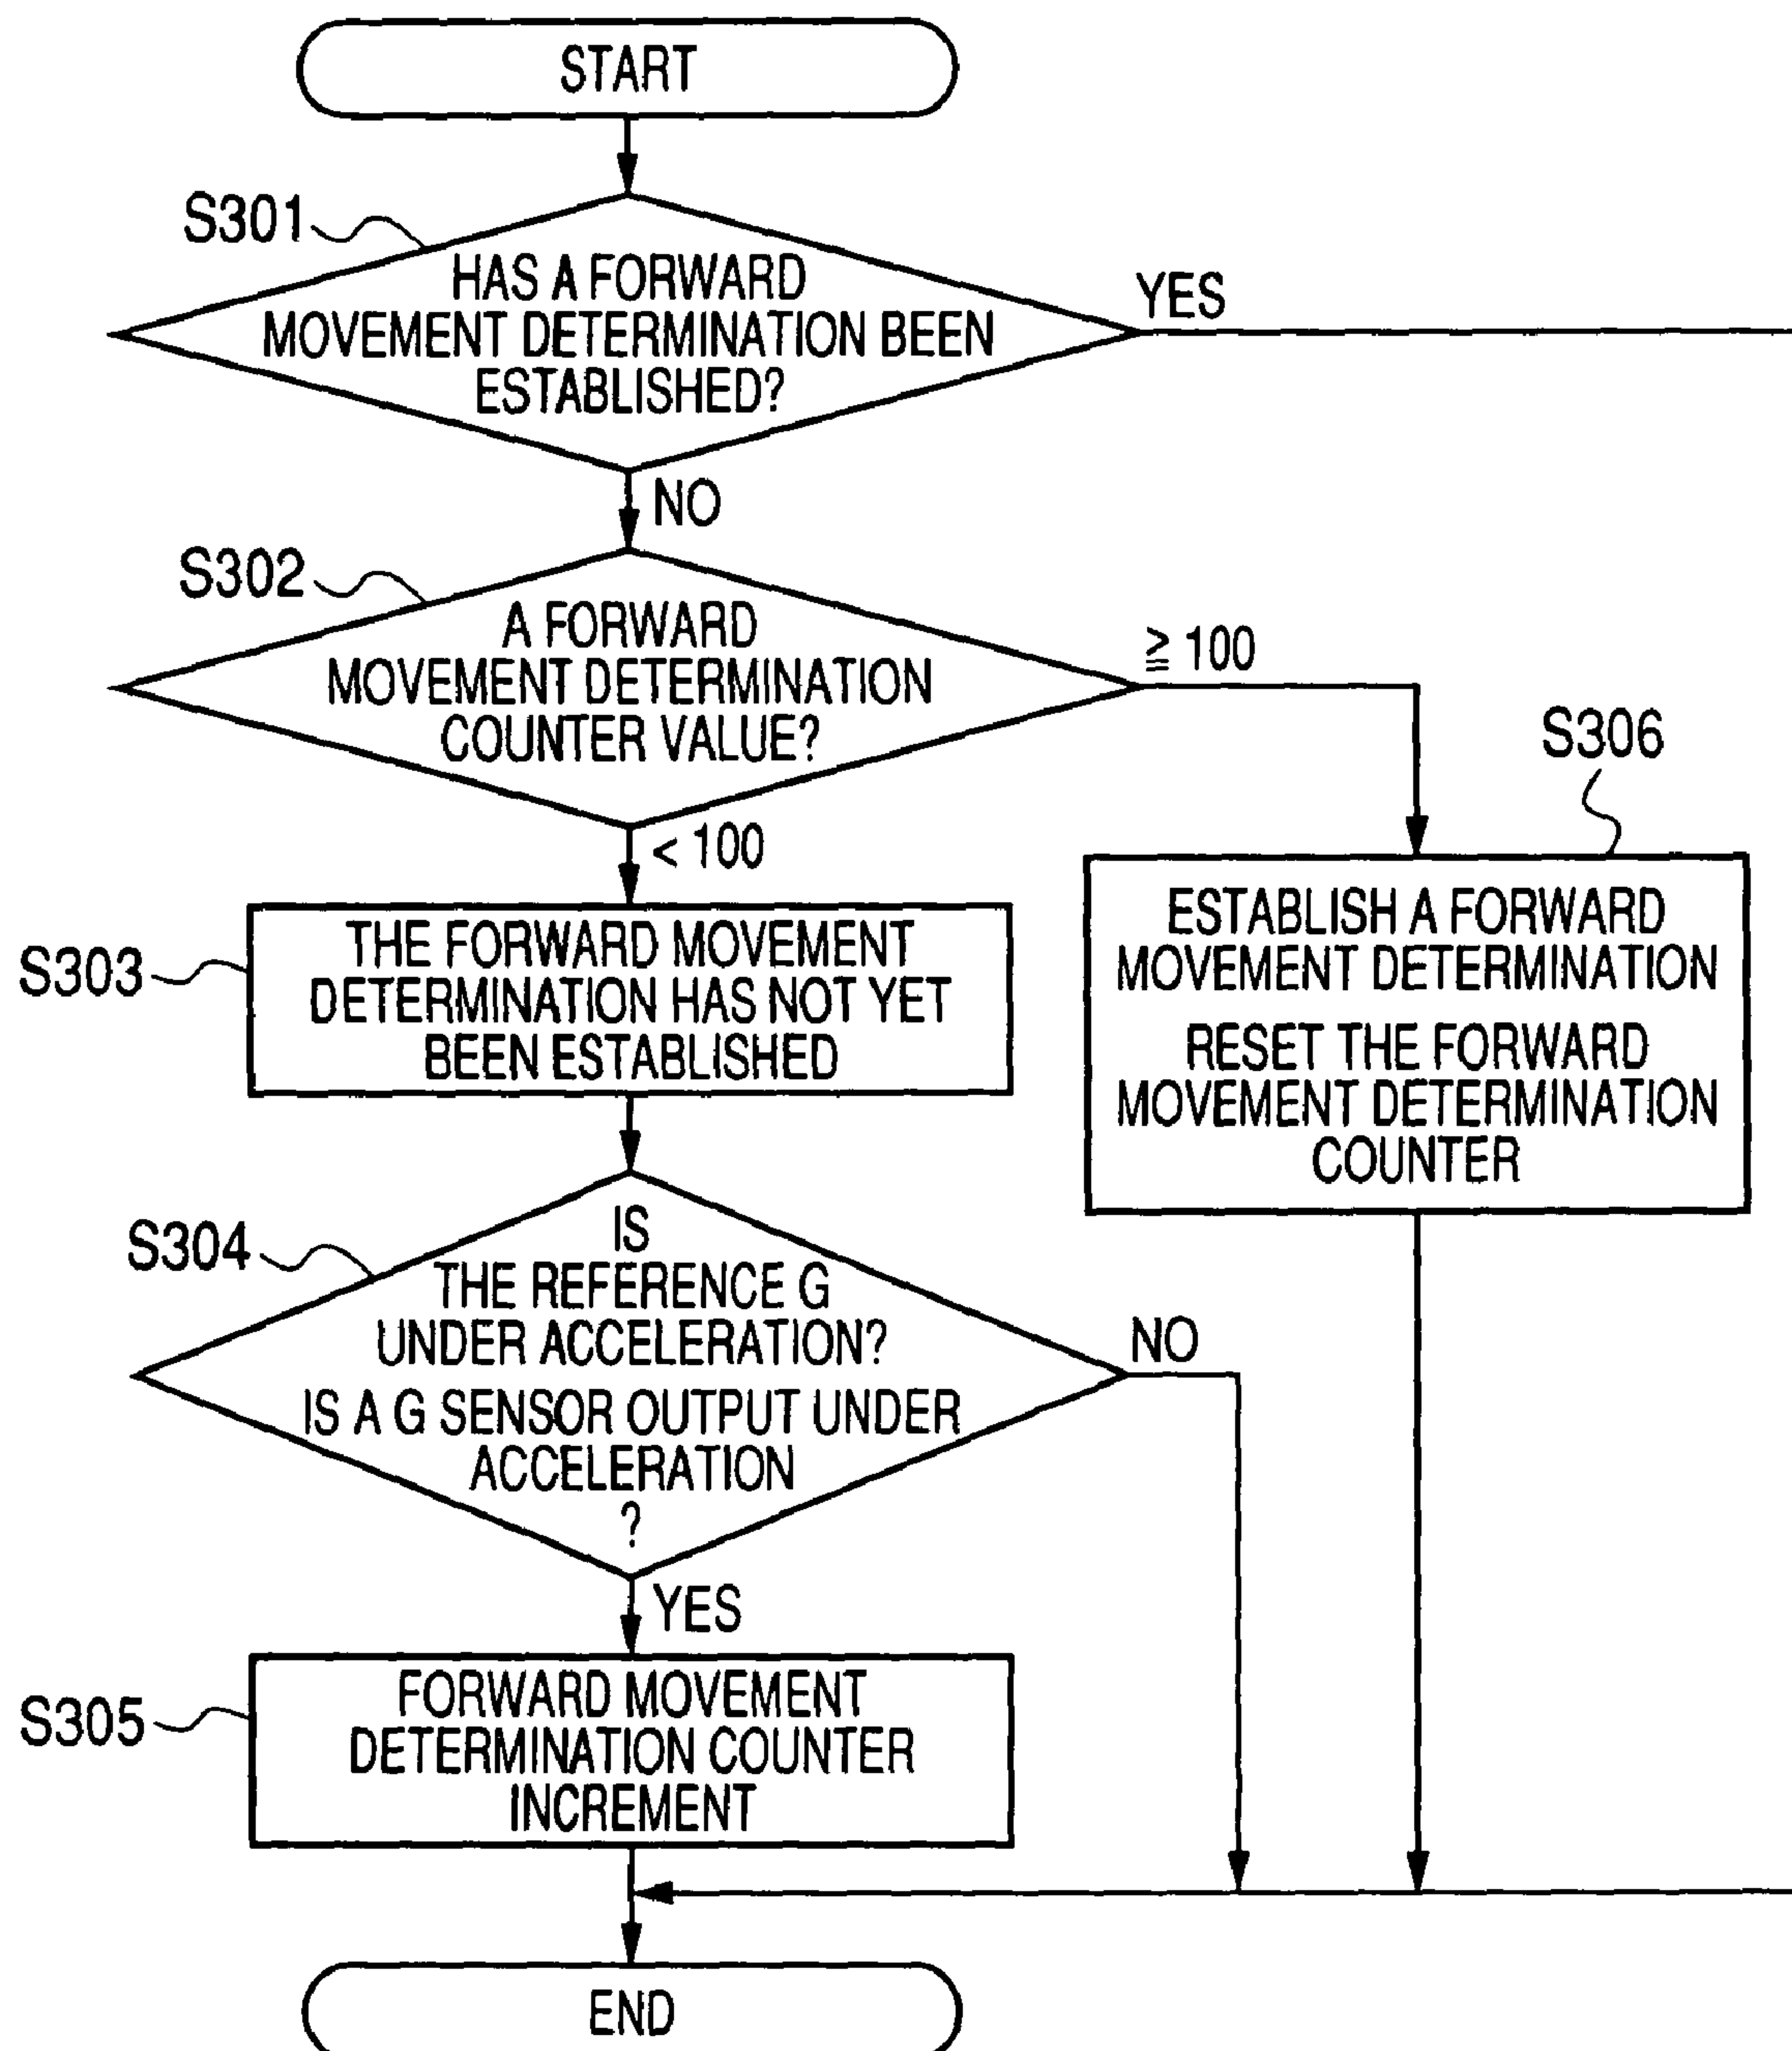 START
S301
HAS A FORWARD
MOVEMENT DETERMINATION BEEN
ESTABLISHED?
YES
NO
S302
A FORWARD
MOVEMENT DETERMINATION
COUNTER VALUE?
≧ 100
< 100
S306
ESTABLISH A FORWARD
MOVEMENT DETERMINATION
RESET THE FORWARD
MOVEMENT DETERMINATION
COUNTER
S303
THE FORWARD MOVEMENT
DETERMINATION HAS NOT YET
BEEN ESTABLISHED
S304
IS
THE REFERENCE G
UNDER ACCELERATION?
IS A G SENSOR OUTPUT UNDER
ACCELERATION
?
NO
YES
S305
FORWARD MOVEMENT
DETERMINATION COUNTER
INCREMENT
END